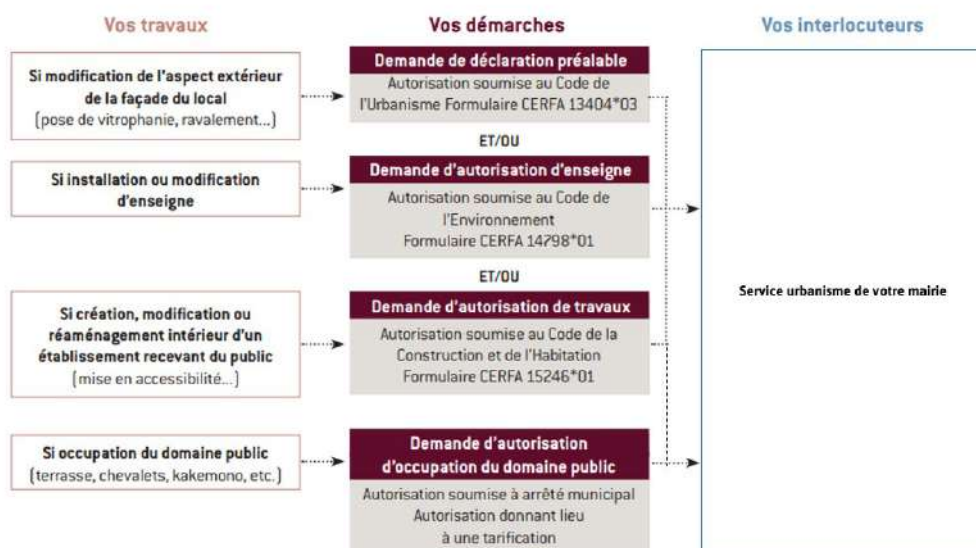 Vos travaux
Vos démarches
Vos interlocuteurs
Si modification de l'aspect extérieur
de la façade du local
(pose de vitrophanie, ravalement...)
Demande de déclaration préalable
Autorisation soumise au Code de
l'Urbanisme Formulaire CERFA 13404*03
ET/OU
Si installation ou modification
d'enseigne
Demande d'autorisation d'enseigne
Autorisation soumise au Code de
l'Environnement
Formulaire CERFA 14798*01
ET/OU
Si création, modification ou
réaménagement intérieur d'un
établissement recevant du public
(mise en accessibilité...)
Demande d'autorisation de travaux
Autorisation soumise au Code de la
Construction et de l'Habitation
Formulaire CERFA 15246*01
Si occupation du domaine public
(terrasse, chevalets, kakemono, etc.)
Demande d'autorisation
d'occupation du domaine public
Autorisation soumise à arrêté municipal
Autorisation donnant lieu
à une tarification
Service urbanisme de votre mairie